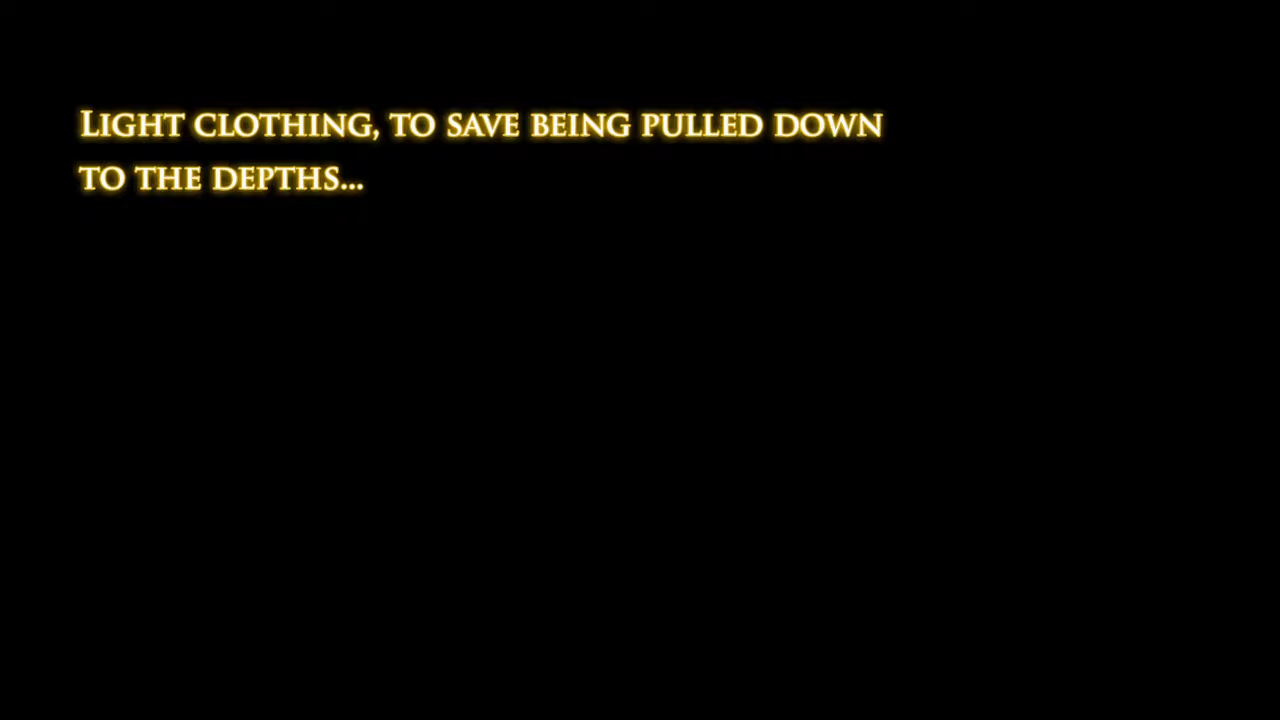 Light clothing, to save being pulled down
to the depths...